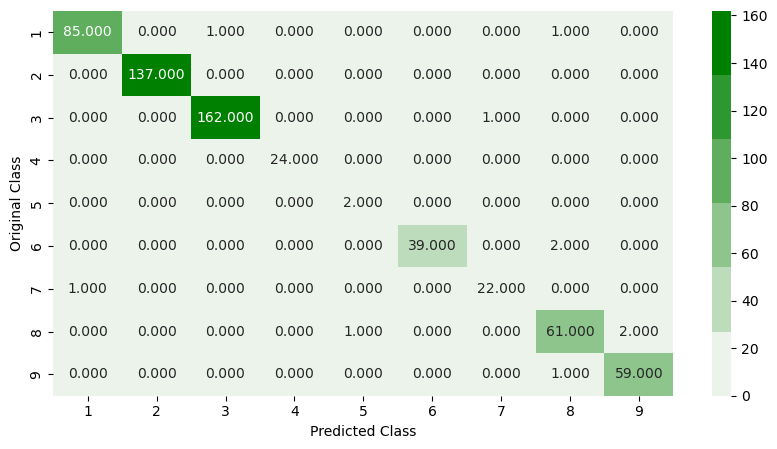 1 85.000 0.000 1.000 0.000 0.000 0.000 0.000 1.000 0.000
2 0.000 137.000 0.000 0.000 0.000 0.000 0.000 0.000 0.000
3 0.000 0.000 162.000 0.000 0.000 0.000 1.000 0.000 0.000
4 0.000 0.000 0.000 24.000 0.000 0.000 0.000 0.000 0.000
5 0.000 0.000 0.000 0.000 2.000 0.000 0.000 0.000 0.000
6 0.000 0.000 0.000 0.000 0.000 39.000 0.000 2.000 0.000
7 1.000 0.000 0.000 0.000 0.000 0.000 22.000 0.000 0.000
8 0.000 0.000 0.000 0.000 1.000 0.000 0.000 61.000 2.000
9 0.000 0.000 0.000 0.000 0.000 0.000 0.000 1.000 59.000
1 2 3 4 5 6 7 8 9
Predicted Class
Original Class
160
140
120
100
80
60
40
20
0